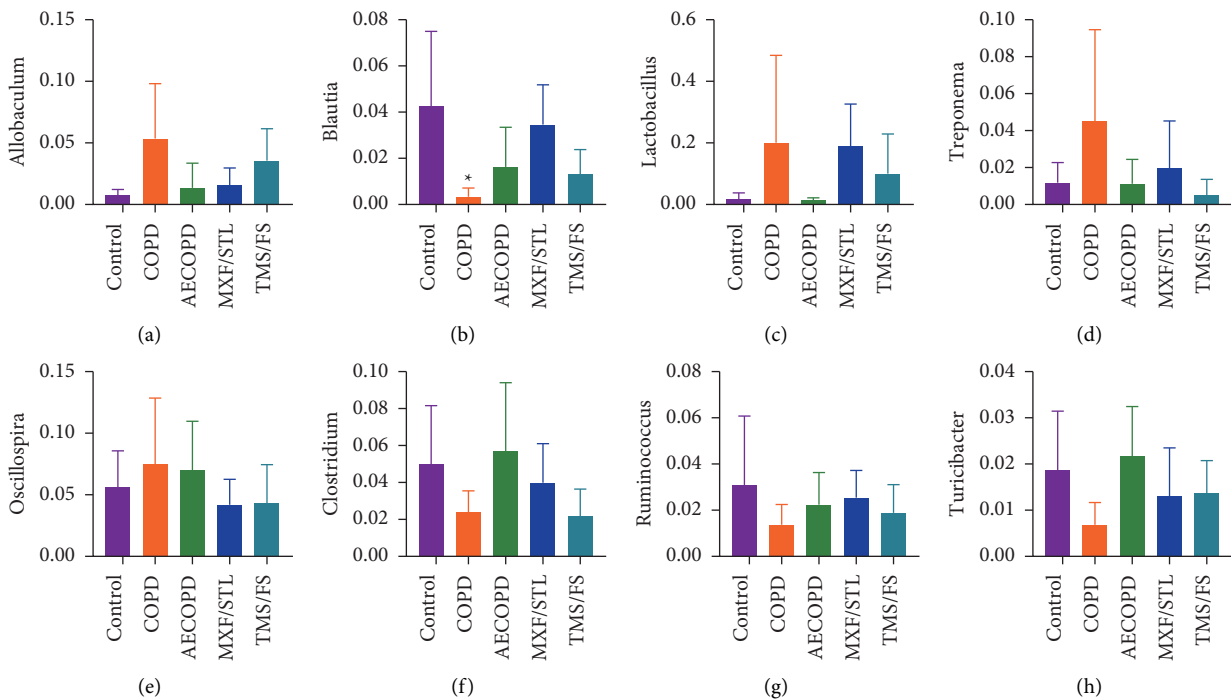 Allobaculum
0.15
0.10
0.05
0.00
Control
COPD
AECOPD
MXF/STL
TMS/FS
(a)
Blautia
0.08
0.06
0.04
0.02
0.00
*
Control
COPD
AECOPD
MXF/STL
TMS/FS
(b)
Lactobacillus
0.6
0.4
0.2
0.00
Control
COPD
AECOPD
MXF/STL
TMS/FS
(c)
Treponema
0.10
0.08
0.06
0.04
0.02
0.00
Control
COPD
AECOPD
MXF/STL
TMS/FS
(d)
Oscillospira
0.15
0.10
0.05
0.00
Control
COPD
AECOPD
MXF/STL
TMS/FS
(e)
Clostridium
0.10
0.08
0.06
0.04
0.02
0.00
Control
COPD
AECOPD
MXF/STL
TMS/FS
(f)
Ruminococcus
0.08
0.06
0.04
0.02
0.00
Control
COPD
AECOPD
MXF/STL
TMS/FS
(g)
Turicibacter
0.04
0.03
0.02
0.01
0.00
Control
COPD
AECOPD
MXF/STL
TMS/FS
(h)